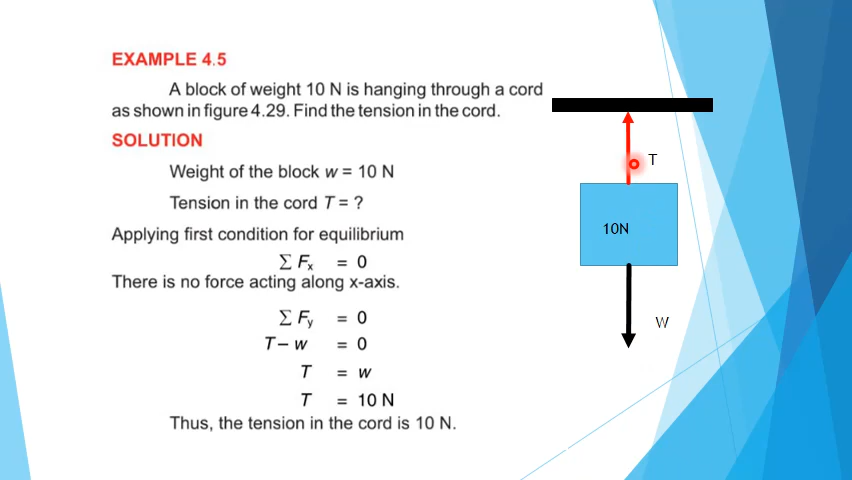 EXAMPLE 4.5
A block of weight 10 N is hanging through a cord
as shown in figure 4.29. Find the tension in the cord.
SOLUTION
Weight of the block w = 10 N
Tension in the cord T = ?
Applying first condition for equilibrium
Σ Fx = 0
There is no force acting along x-axis.
Σ Fy = 0
T – w = 0
T = w
T = 10 N
Thus, the tension in the cord is 10 N.
T
10N
W